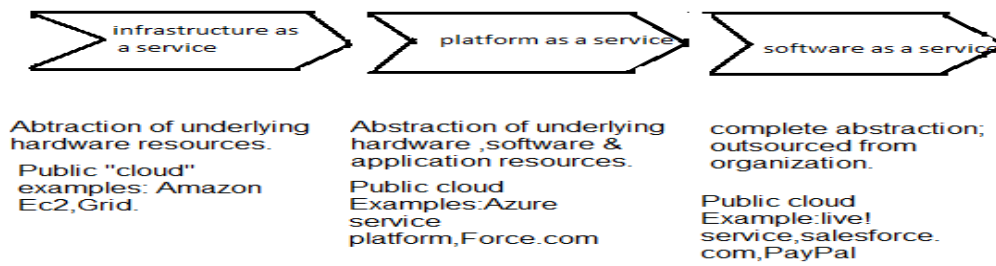 infrastructure as
a service
Abtraction of underlying
hardware resources.
Public "cloud"
examples: Amazon
Ec2,Grid.
platform as a service
Abstraction of underlying
hardware ,software &
application resources.
Public cloud
Examples:Azure
service
platform,Force.com
software as a service
complete abstraction;
outsourced from
organization.
Public cloud
Example:live!
service,salesforce.
com,PayPal